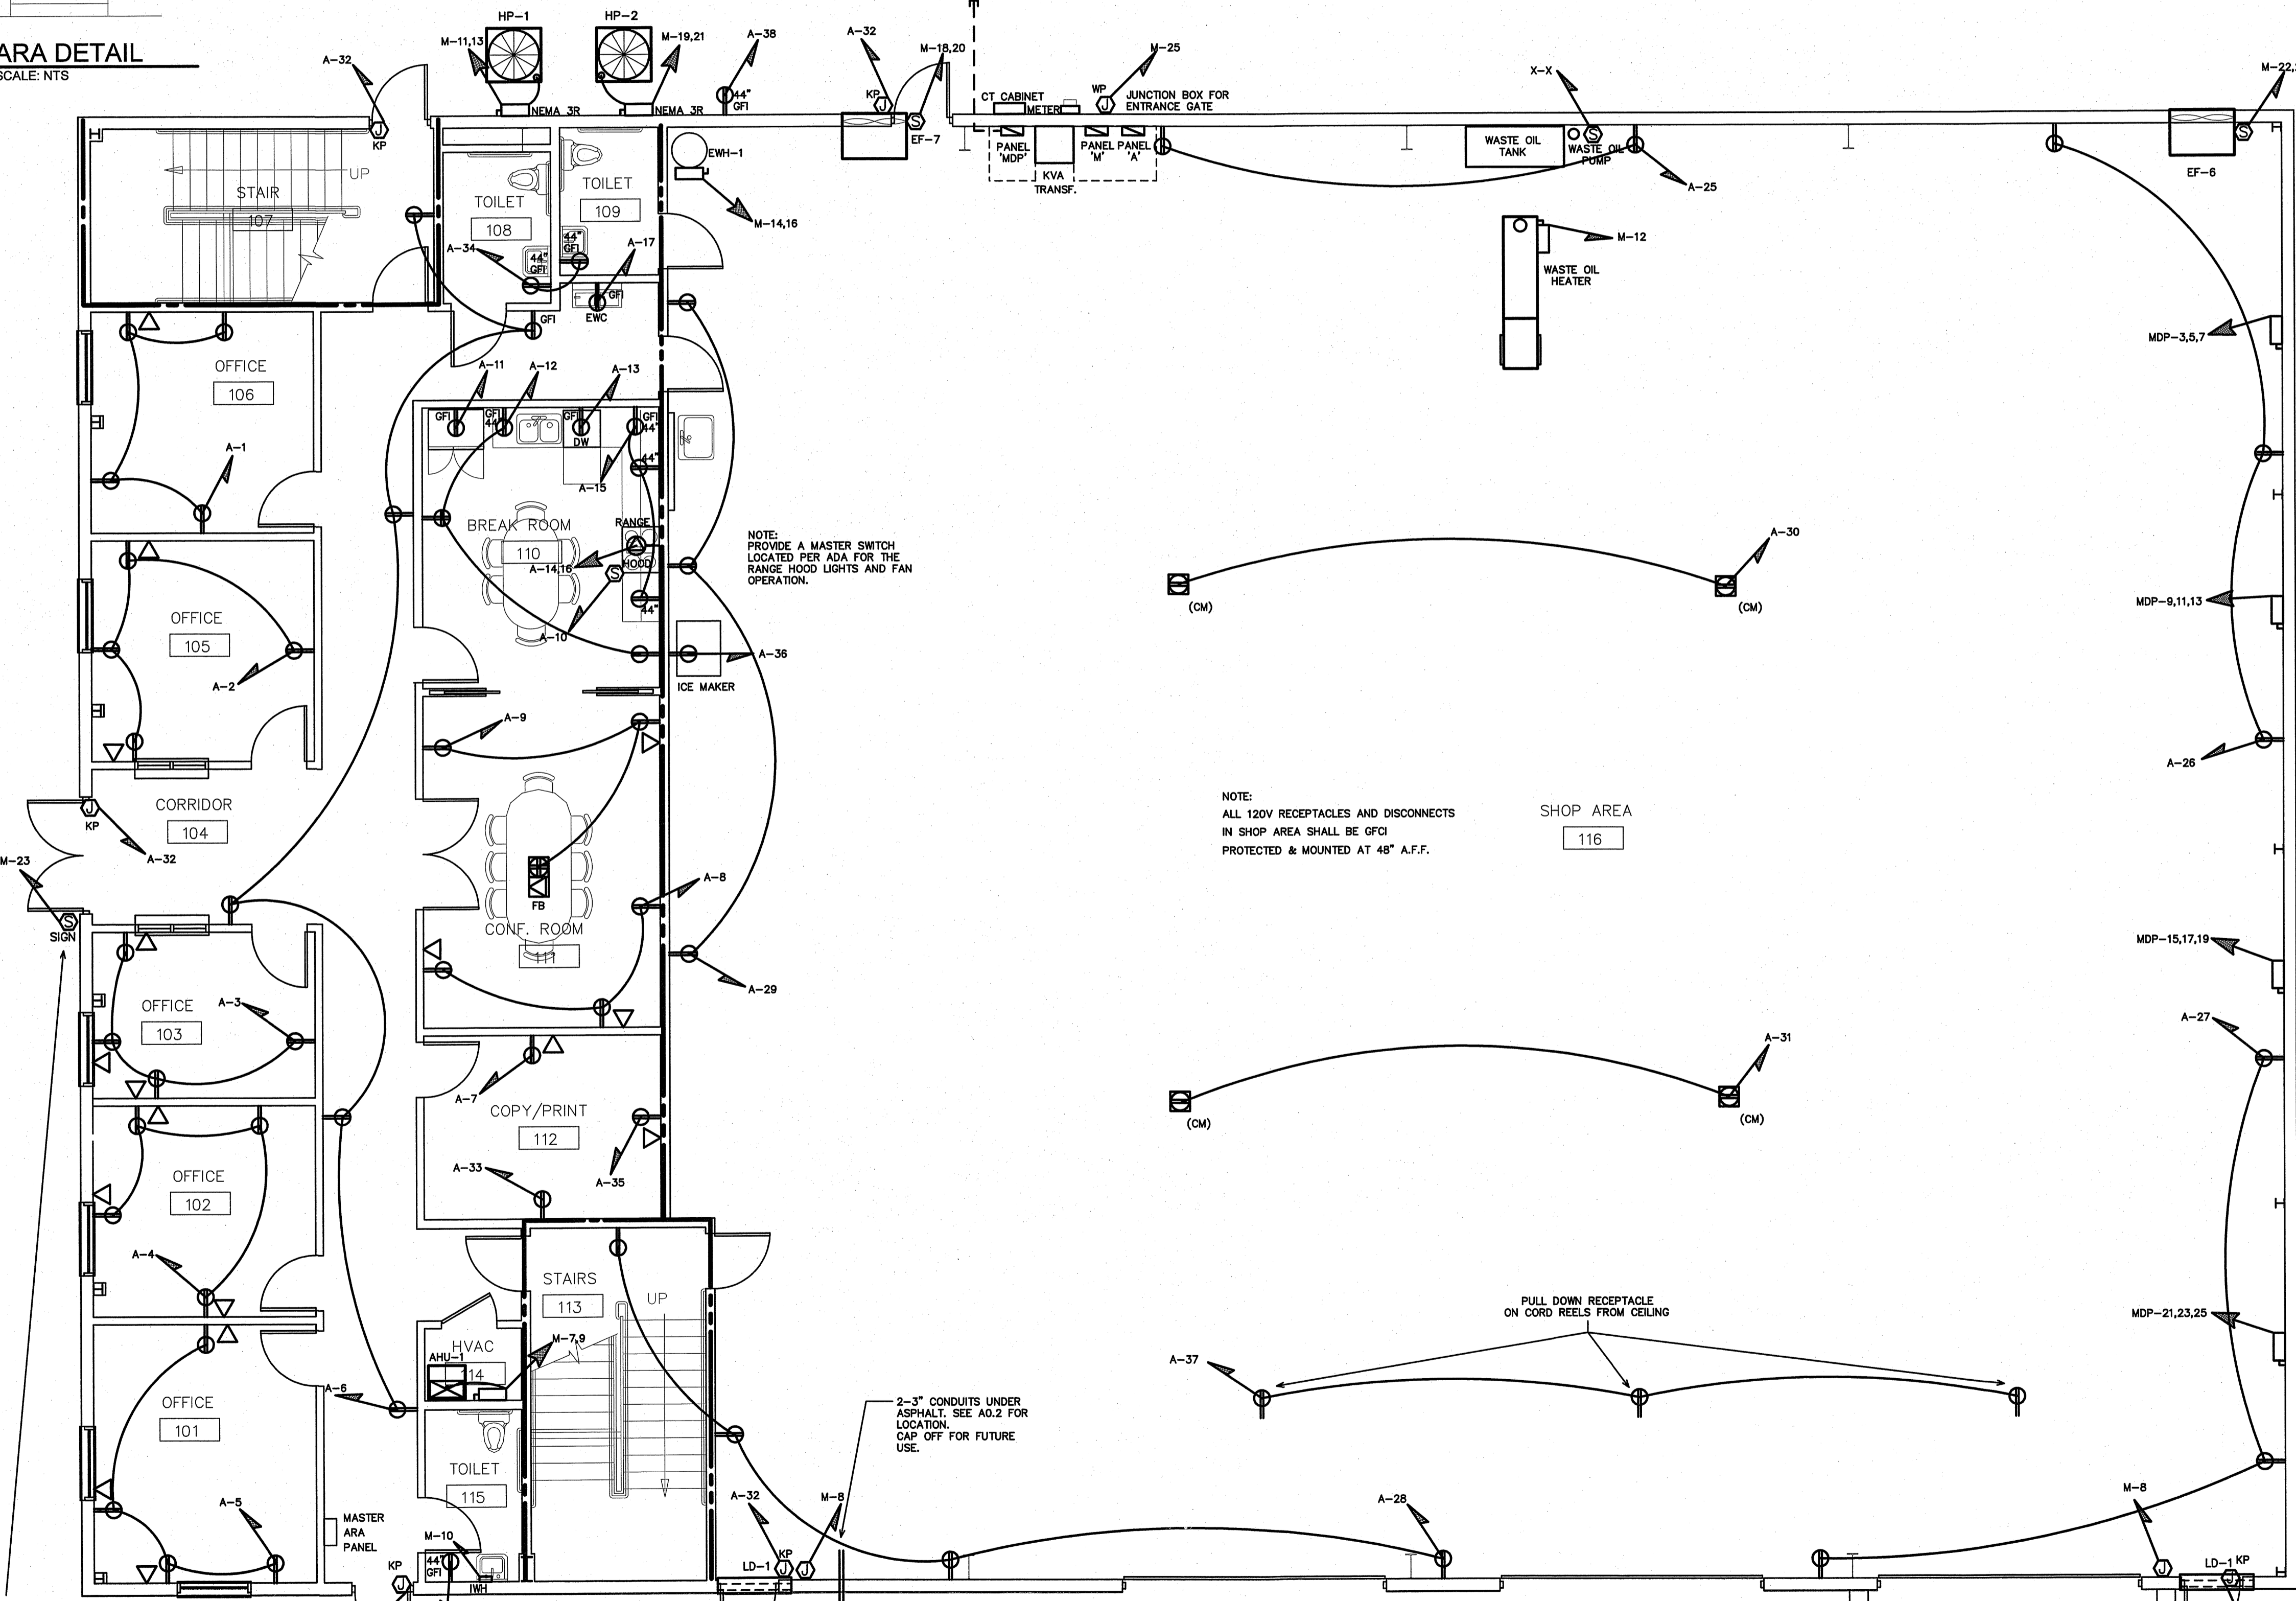 ARA DETAIL
SCALE: NTS
HP-1
HP-2
M-11,13
M-19,21
A-38
A-32
M-18,20
M-25
X-X
M-22,
A-32
KP
NEMA 3R
NEMA 3R
44"
GFI
KP
EF-7
CT CABINET
METER
WP
JUNCTION BOX FOR
ENTRANCE GATE
PANEL
'MDP'
KVA
TRANSF.
PANEL
'M'
PANEL
'A'
WASTE OIL
TANK
WASTE OIL
PUMP
A-25
EF-6
STAIR
107
UP
TOILET
108
TOILET
109
EWH-1
M-14,16
A-34
44"
GFI
44"
GFI
A-17
GFI
EWC
GFI
M-12
WASTE OIL
HEATER
MDP-3,5,7
OFFICE
106
A-1
A-11
A-12
A-13
GFI
GFI
44"
GFI
DW
GFI
44"
44"
A-15
BREAK ROOM
110
RANGE
HOOD
A-14,16
44"
A-10
NOTE:
PROVIDE A MASTER SWITCH
LOCATED PER ADA FOR THE
RANGE HOOD LIGHTS AND FAN
OPERATION.
A-30
(CM)
(CM)
MDP-9,11,13
OFFICE
105
A-2
A-36
ICE MAKER
A-9
A-26
CORRIDOR
104
KP
A-32
M-23
SIGN
NOTE:
ALL 120V RECEPTACLES AND DISCONNECTS
IN SHOP AREA SHALL BE GFCI
PROTECTED & MOUNTED AT 48" A.F.F.
SHOP AREA
116
FB
A-8
CONF. ROOM
111
A-29
MDP-15,17,19
OFFICE
103
A-3
A-27
A-7
COPY/PRINT
112
A-33
A-35
A-31
(CM)
(CM)
OFFICE
102
A-4
STAIRS
113
UP
PULL DOWN RECEPTACLE
ON CORD REELS FROM CEILING
MDP-21,23,25
HVAC
114
AHU-1
M-7,9
A-37
A-6
OFFICE
101
2-3" CONDUITS UNDER
ASPHALT. SEE A0.2 FOR
LOCATION.
CAP OFF FOR FUTURE
USE.
TOILET
115
A-5
MASTER
ARA
PANEL
M-10
A-32
M-8
A-28
M-8
KP
44"
GFI
IWH
LD-1
KP
LD-1
KP